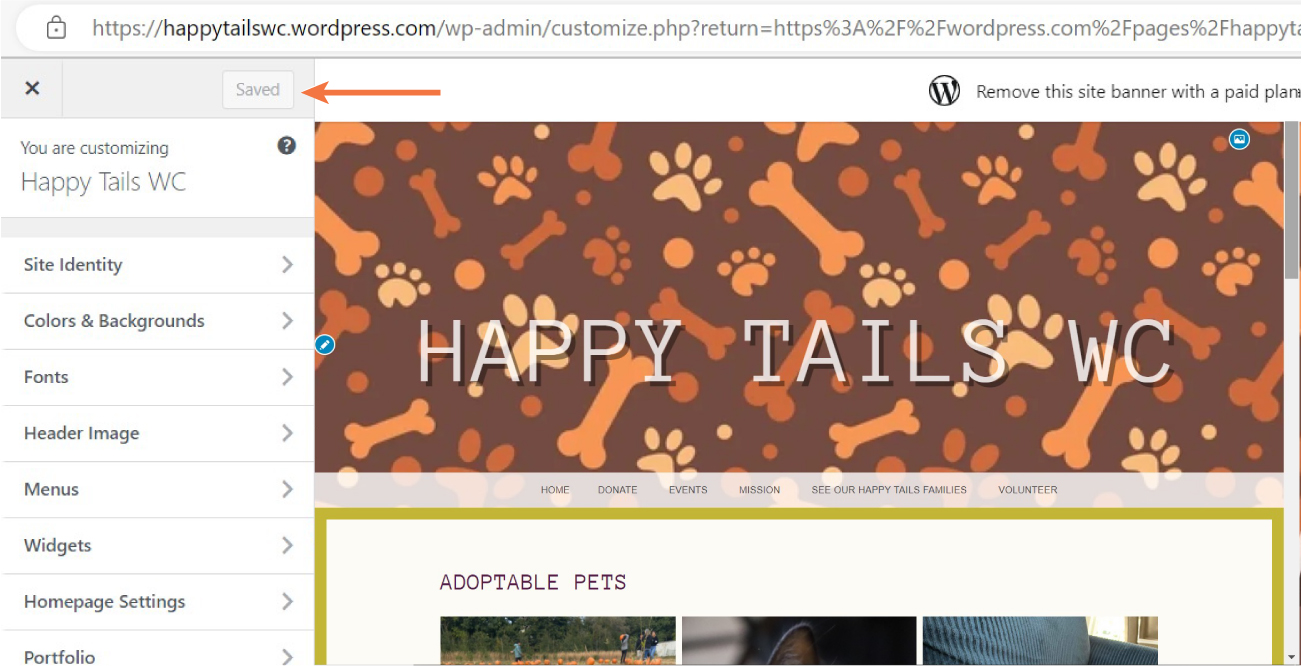 https://happytailswc.wordpress.com/wp-admin/customize.php?return=https%3A%2F%2Fwordpress.com%2Fpages%2Fhappyta
Saved
Remove this site banner with a paid plan
You are customizing
Happy Tails WC
Site Identity
Colors & Backgrounds
Fonts
Header Image
Menus
Widgets
Homepage Settings
Portfolio
HAPPY TAILS WC
HOME DONATE EVENTS MISSION SEE OUR HAPPY TAILS FAMILIES VOLUNTEER
ADOPTABLE PETS